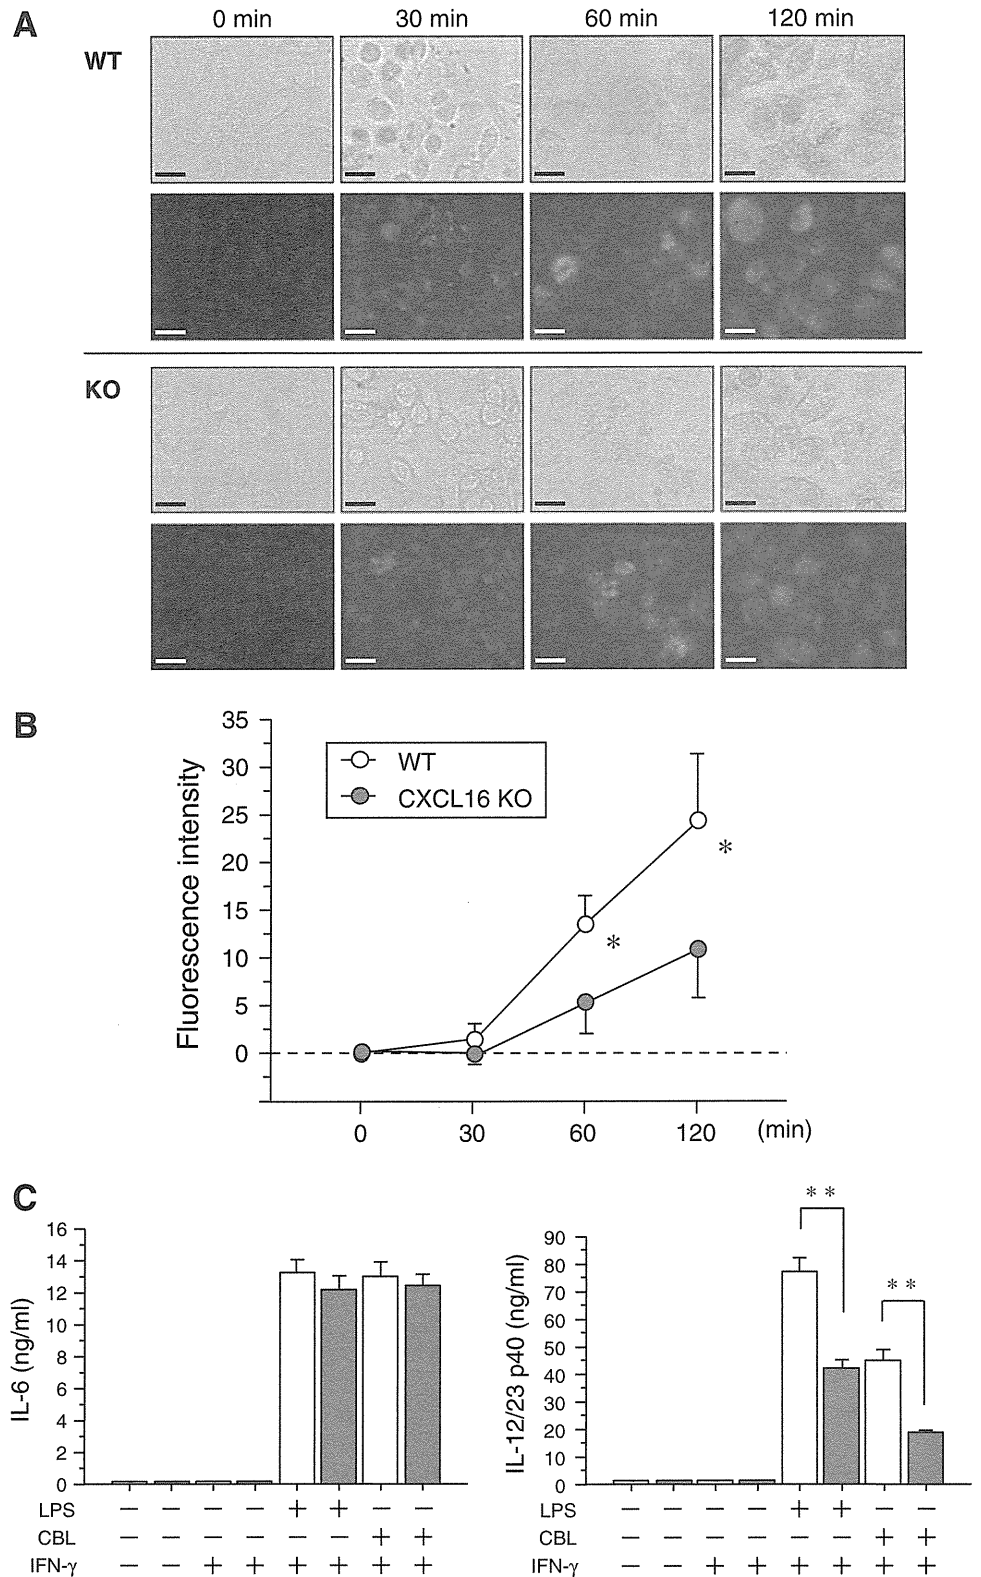 A
0 min 30 min 60 min 120 min
WT
KO
B
35
30
25
20
15
10
5
0
Fluorescence intensity
WT
CXCL16 KO
*
*
0 30 60 120 (min)
C
16
14
12
10
8
6
4
2
0
IL-6 (ng/ml)
LPS − − − − + + − −
CBL − − − − − − + +
IFN-γ − − + + + + + +
90
80
70
60
50
40
30
20
10
0
IL-12/23 p40 (ng/ml)
* *
* *
LPS − − − − + + − −
CBL − − − − − − + +
IFN-γ − − + + + + + +